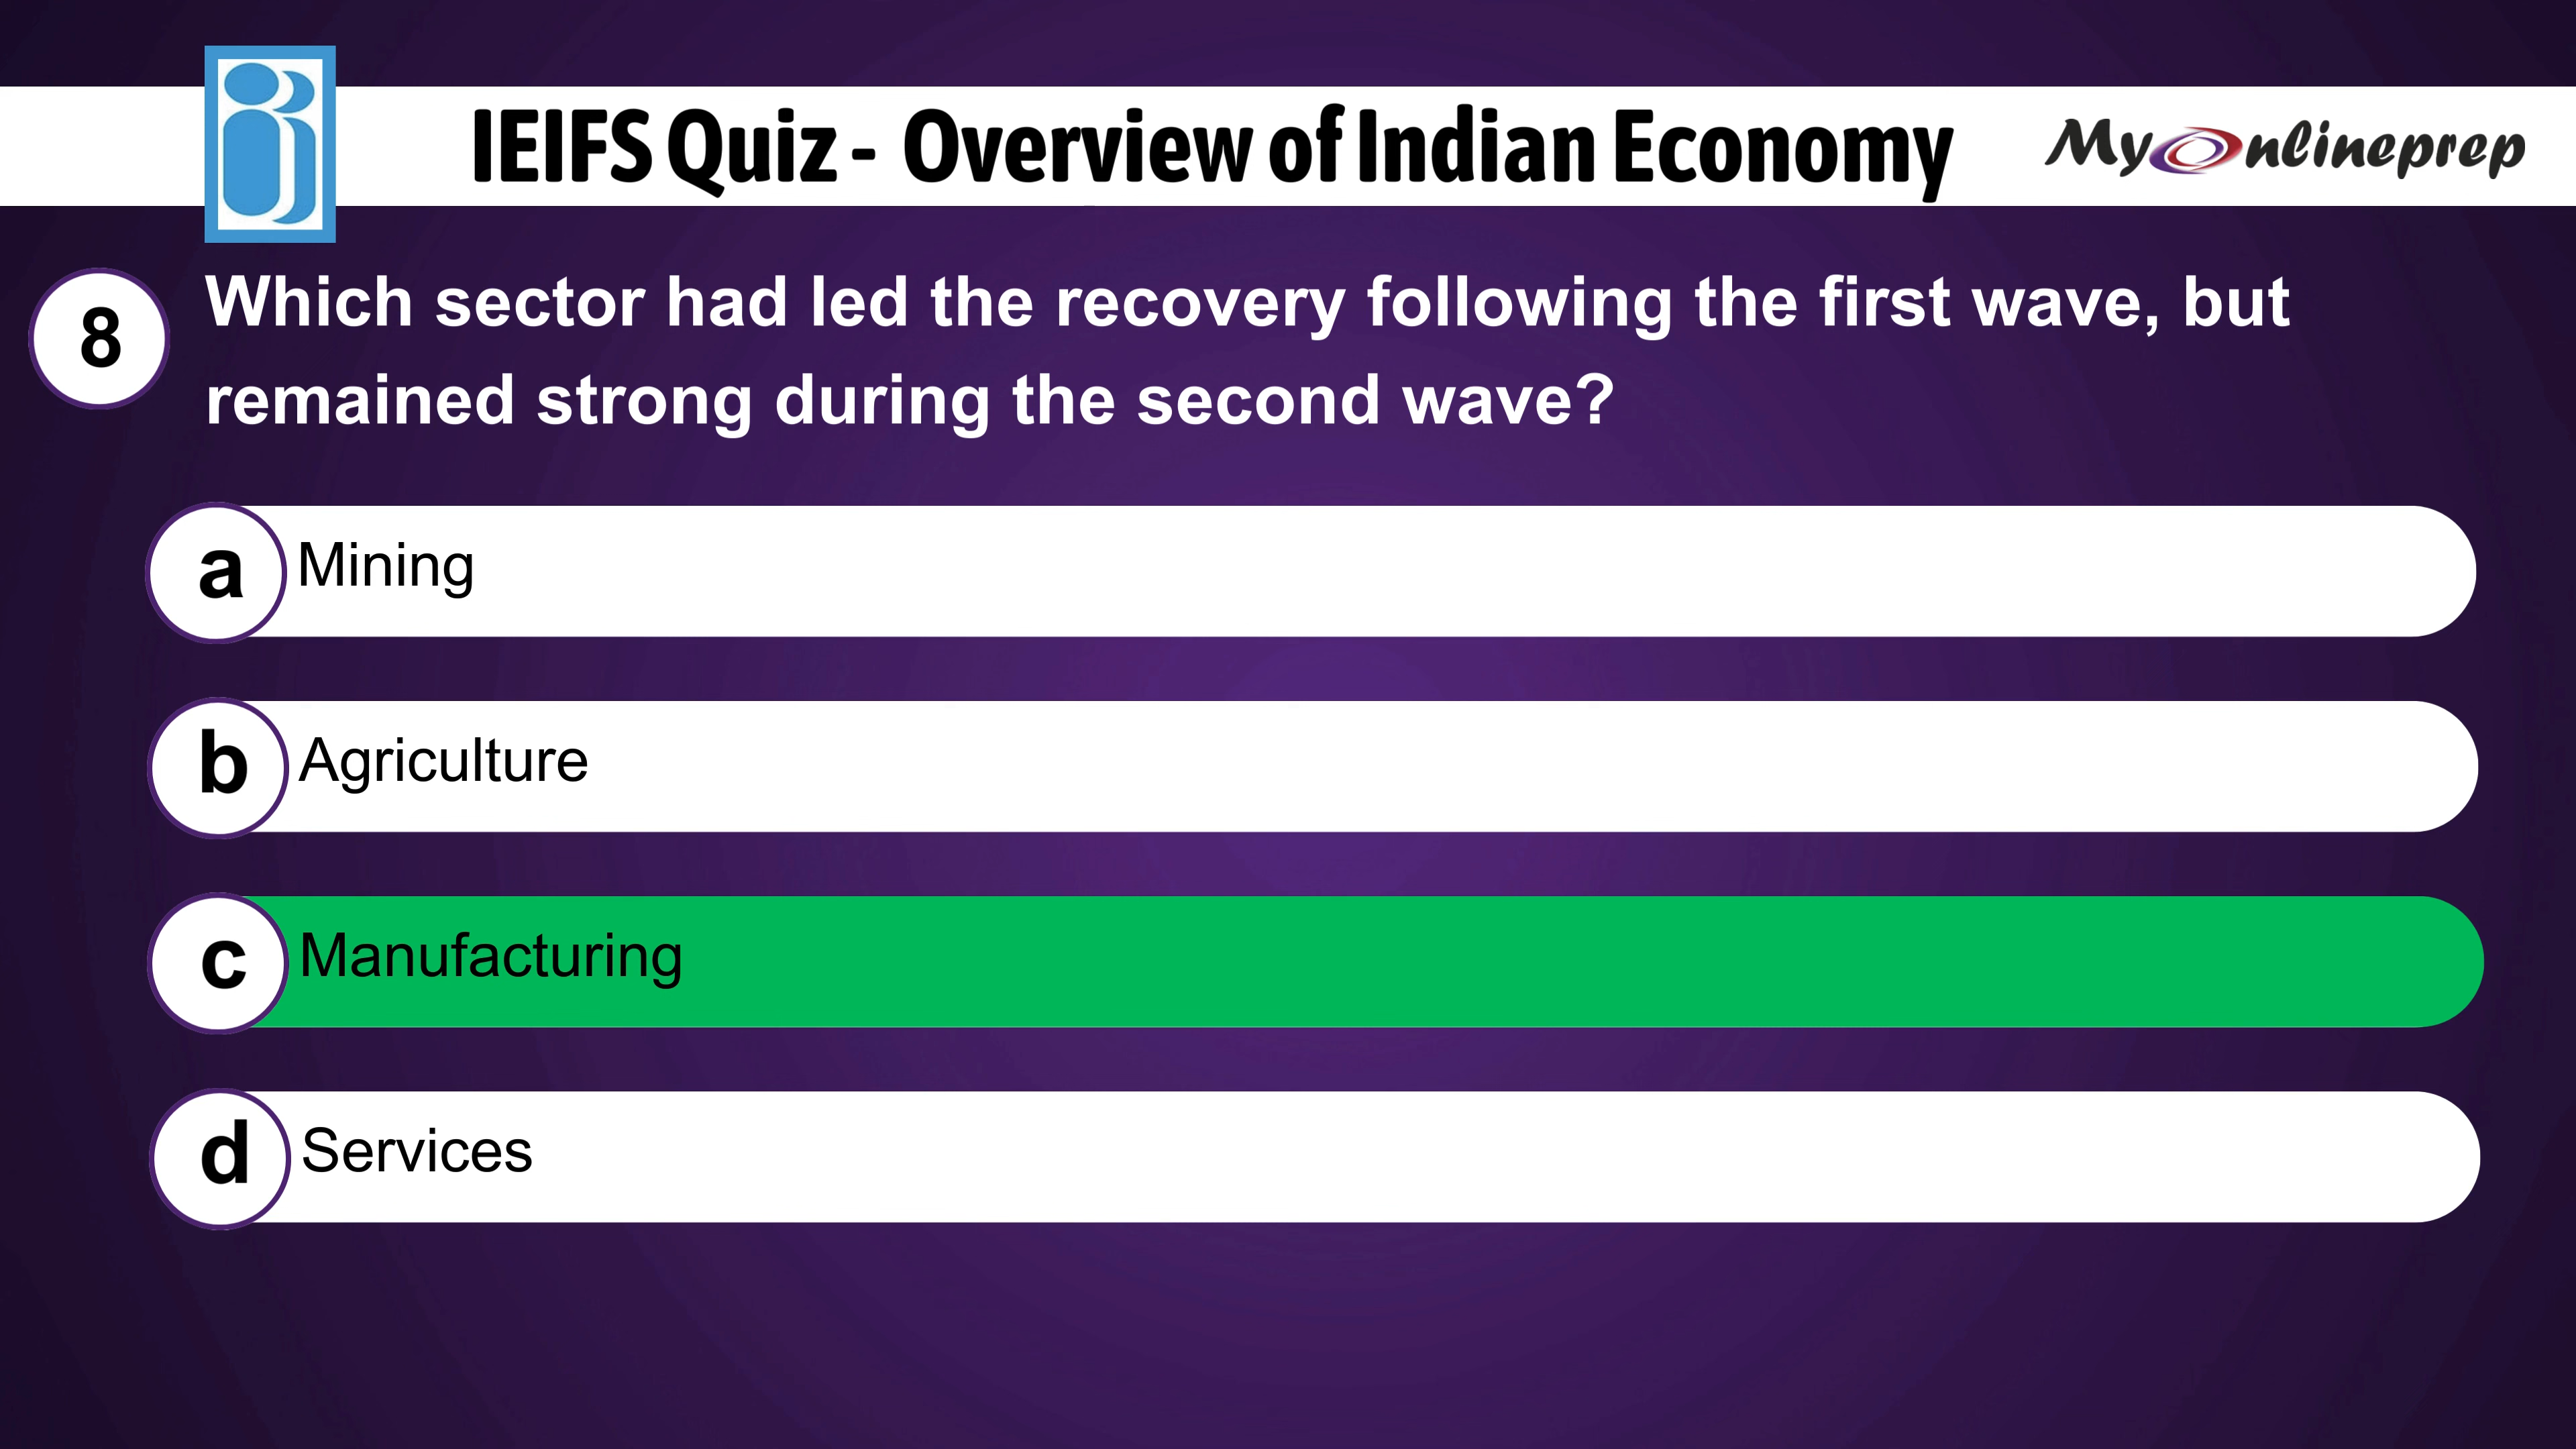 IEIFS Quiz - Overview of Indian Economy
MyOnlineprep
8
Which sector had led the recovery following the first wave, but
remained strong during the second wave?
a Mining
b Agriculture
c Manufacturing
d Services